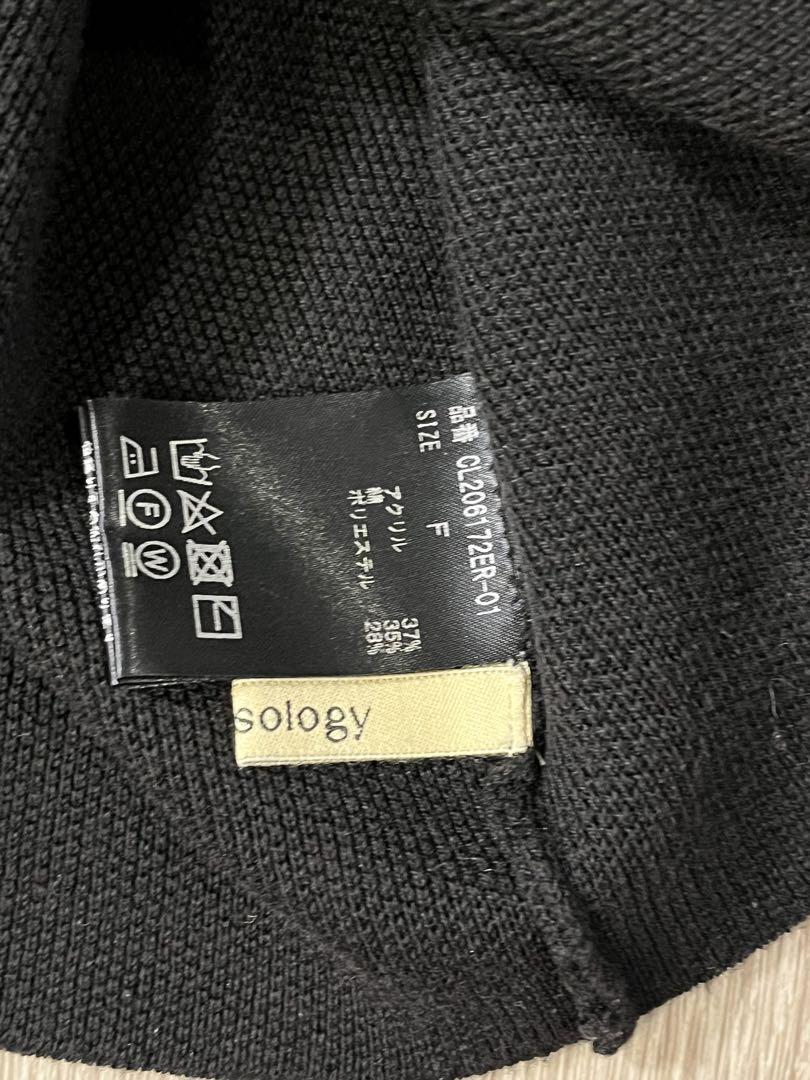 品番 CL206172ER-01
SIZE F
アクリル 37%
綿 35%
ポリエステル 28%
F
W
sology